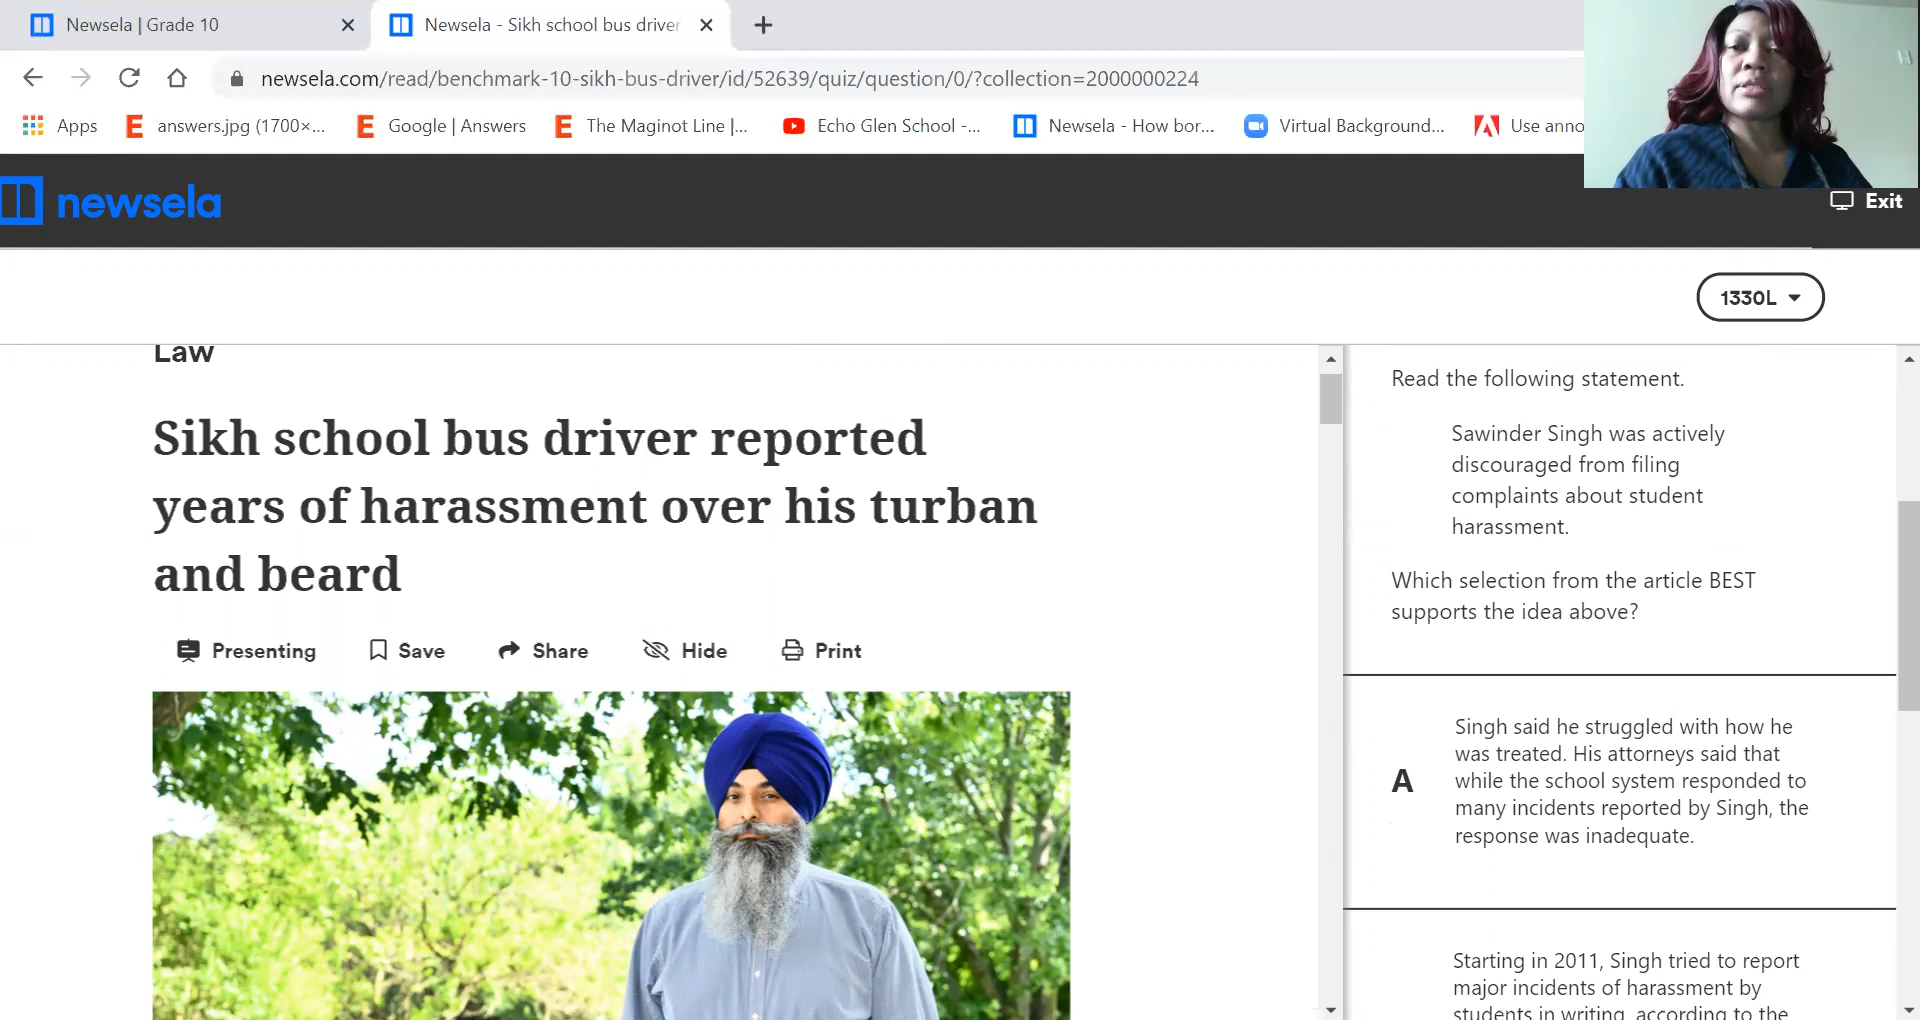 Newsela | Grade 10
Newsela - Sikh school bus driver
newsela.com/read/benchmark-10-sikh-bus-driver/id/52639/quiz/question/0/?collection=2000000224
Apps
answers.jpg (1700×...
Google | Answers
The Maginot Line |...
Echo Glen School -...
Newsela - How bor...
Virtual Background...
Use anno
newsela
Exit
1330L
Law
Sikh school bus driver reported
years of harassment over his turban
and beard
Presenting
Save
Share
Hide
Print
Read the following statement.
Sawinder Singh was actively
discouraged from filing
complaints about student
harassment.
Which selection from the article BEST
supports the idea above?
A
Singh said he struggled with how he
was treated. His attorneys said that
while the school system responded to
many incidents reported by Singh, the
response was inadequate.
Starting in 2011, Singh tried to report
major incidents of harassment by
students in writing, according to the